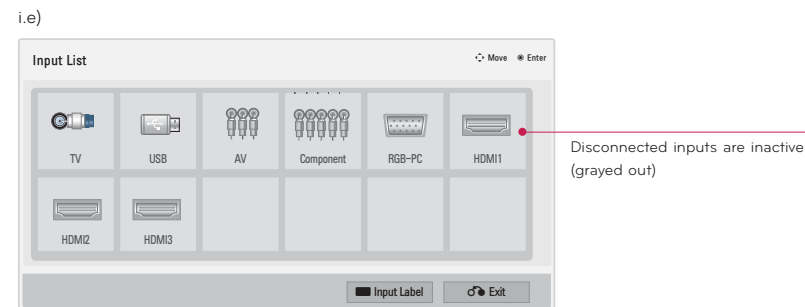 i.e)
Input List
Move Enter
TV USB AV Component RGB-PC HDMI1
Disconnected inputs are inactive
(grayed out)
HDMI2 HDMI3
Input Label Exit